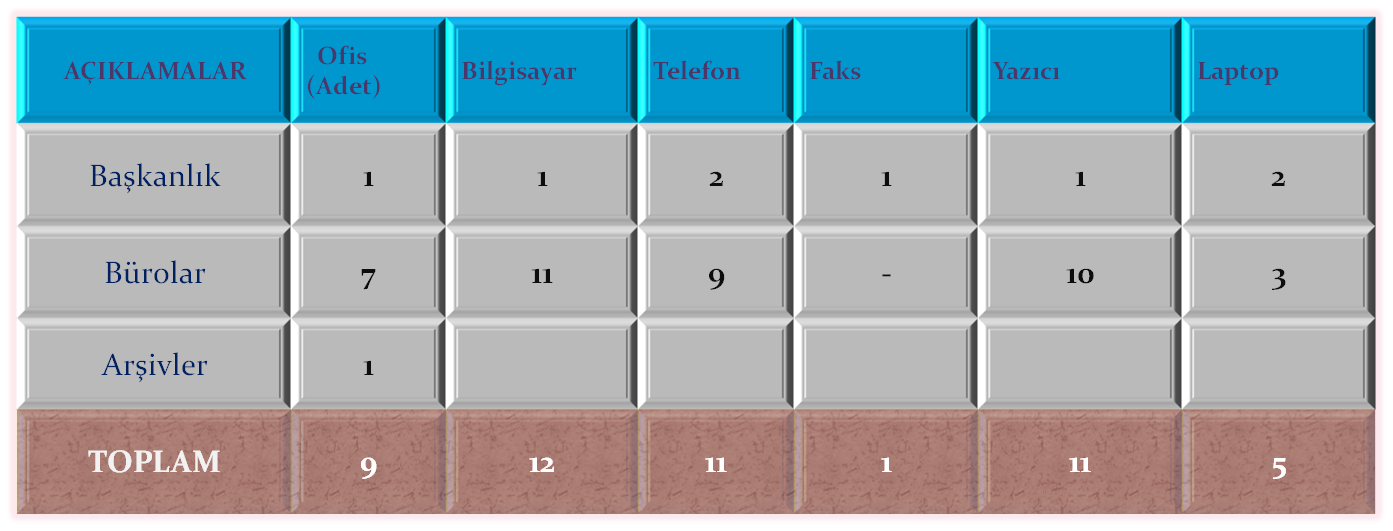 AÇIKLAMALAR Ofis (Adet) Bilgisayar Telefon Faks Yazıcı Laptop
Başkanlık 1 1 2 1 1 2
Bürolar 7 11 9 - 10 3
Arşivler 1
TOPLAM 9 12 11 1 11 5